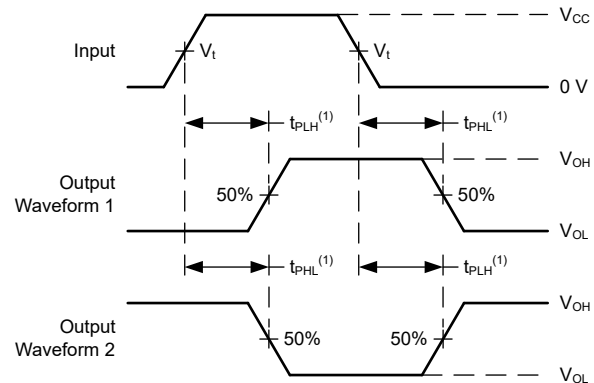 V_CC
Input
V_t
V_t
0 V
t_PLH^(1)
t_PHL^(1)
V_OH
Output
Waveform 1
50%
50%
V_OL
t_PHL^(1)
t_PLH^(1)
V_OH
Output
Waveform 2
50%
50%
V_OL